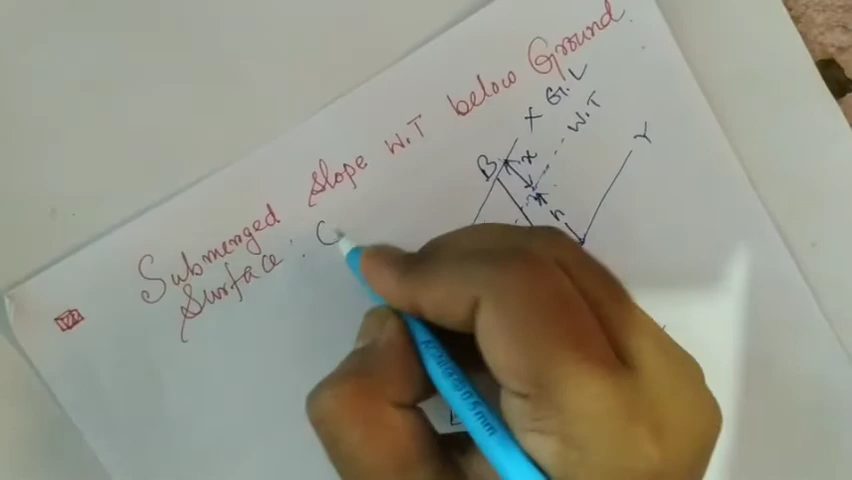 Submerged slope W.T below Ground
Surface : C
X G.L
W.T
Y
B
x
h